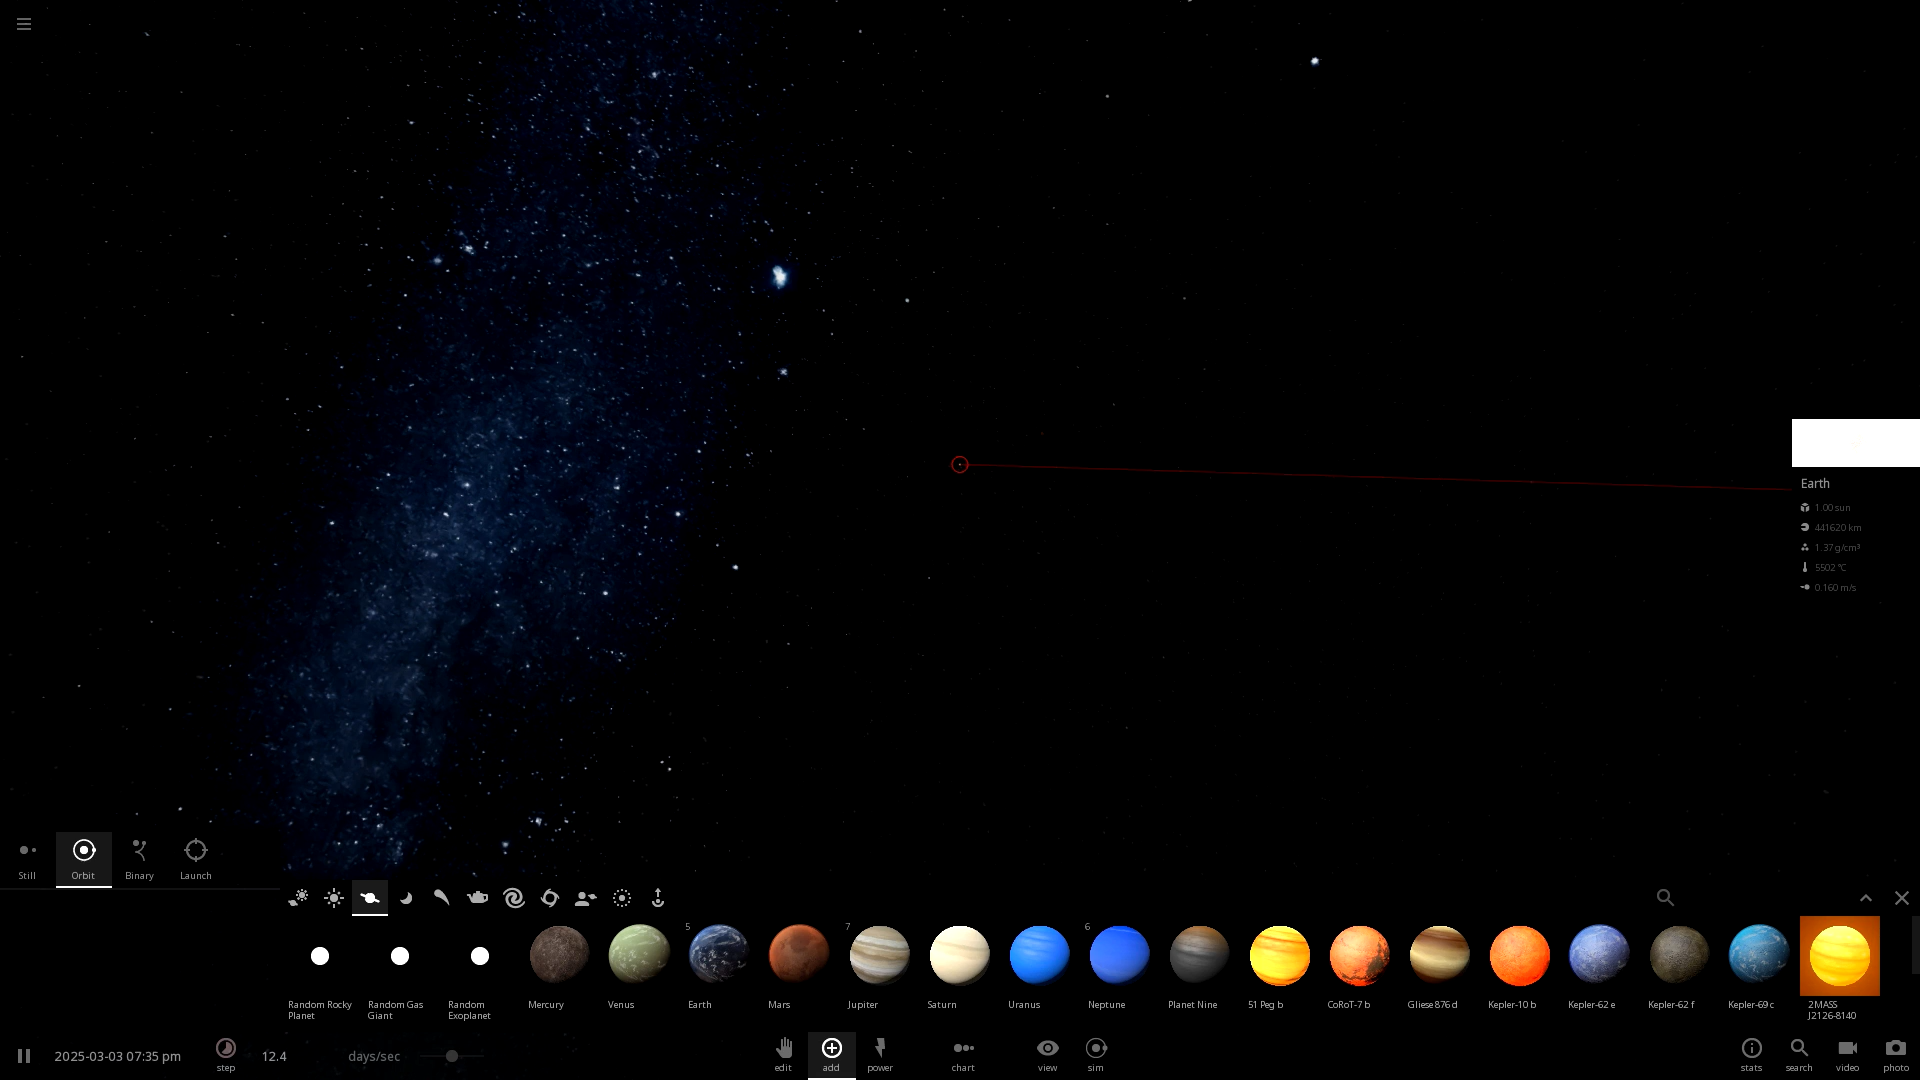 Earth
1.00 sun
441620 km
1.37 g/cm³
5502 °C
0.160 m/s
Still
Orbit
Binary
Launch
5
7
6
Random Rocky
Planet
Random Gas
Giant
Random
Exoplanet
Mercury
Venus
Earth
Mars
Jupiter
Saturn
Uranus
Neptune
Planet Nine
51 Peg b
CoRoT-7 b
Gliese 876 d
Kepler-10 b
Kepler-62 e
Kepler-62 f
Kepler-69 c
2MASS
J2126-8140
2025-03-03 07:35 pm
step
12.4
days/sec
edit
add
power
chart
view
sim
stats
search
video
photo